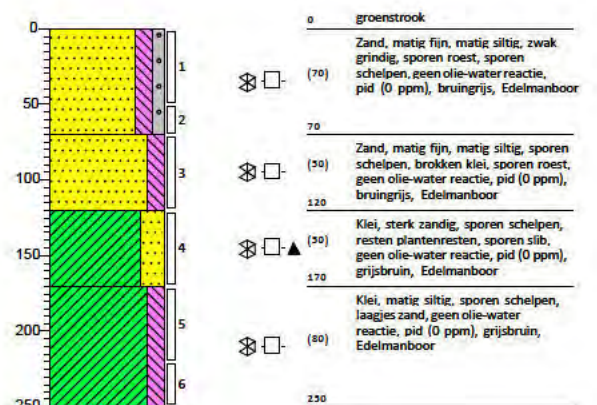 0
0
groenstrook
Zand, matig fijn, matig siltig, zwak
grindig, sporen roest, sporen
schelpen, geen olie-water reactie,
pid (0 ppm), bruingrijs, Edelmanboor
1
(70)
50
2
70
Zand, matig fijn, matig siltig, sporen
schelpen, brokken klei, sporen roest,
geen olie-water reactie, pid (0 ppm),
bruingrijs, Edelmanboor
3
(50)
100
120
Klei, sterk zandig, sporen schelpen,
resten plantenresten, sporen slib,
geen olie-water reactie, pid (0 ppm),
grijsbruin, Edelmanboor
4
(50)
150
170
Klei, matig siltig, sporen schelpen,
laagjes zand, geen olie-water
reactie, pid (0 ppm), grijsbruin,
Edelmanboor
5
(80)
200
6
250
250